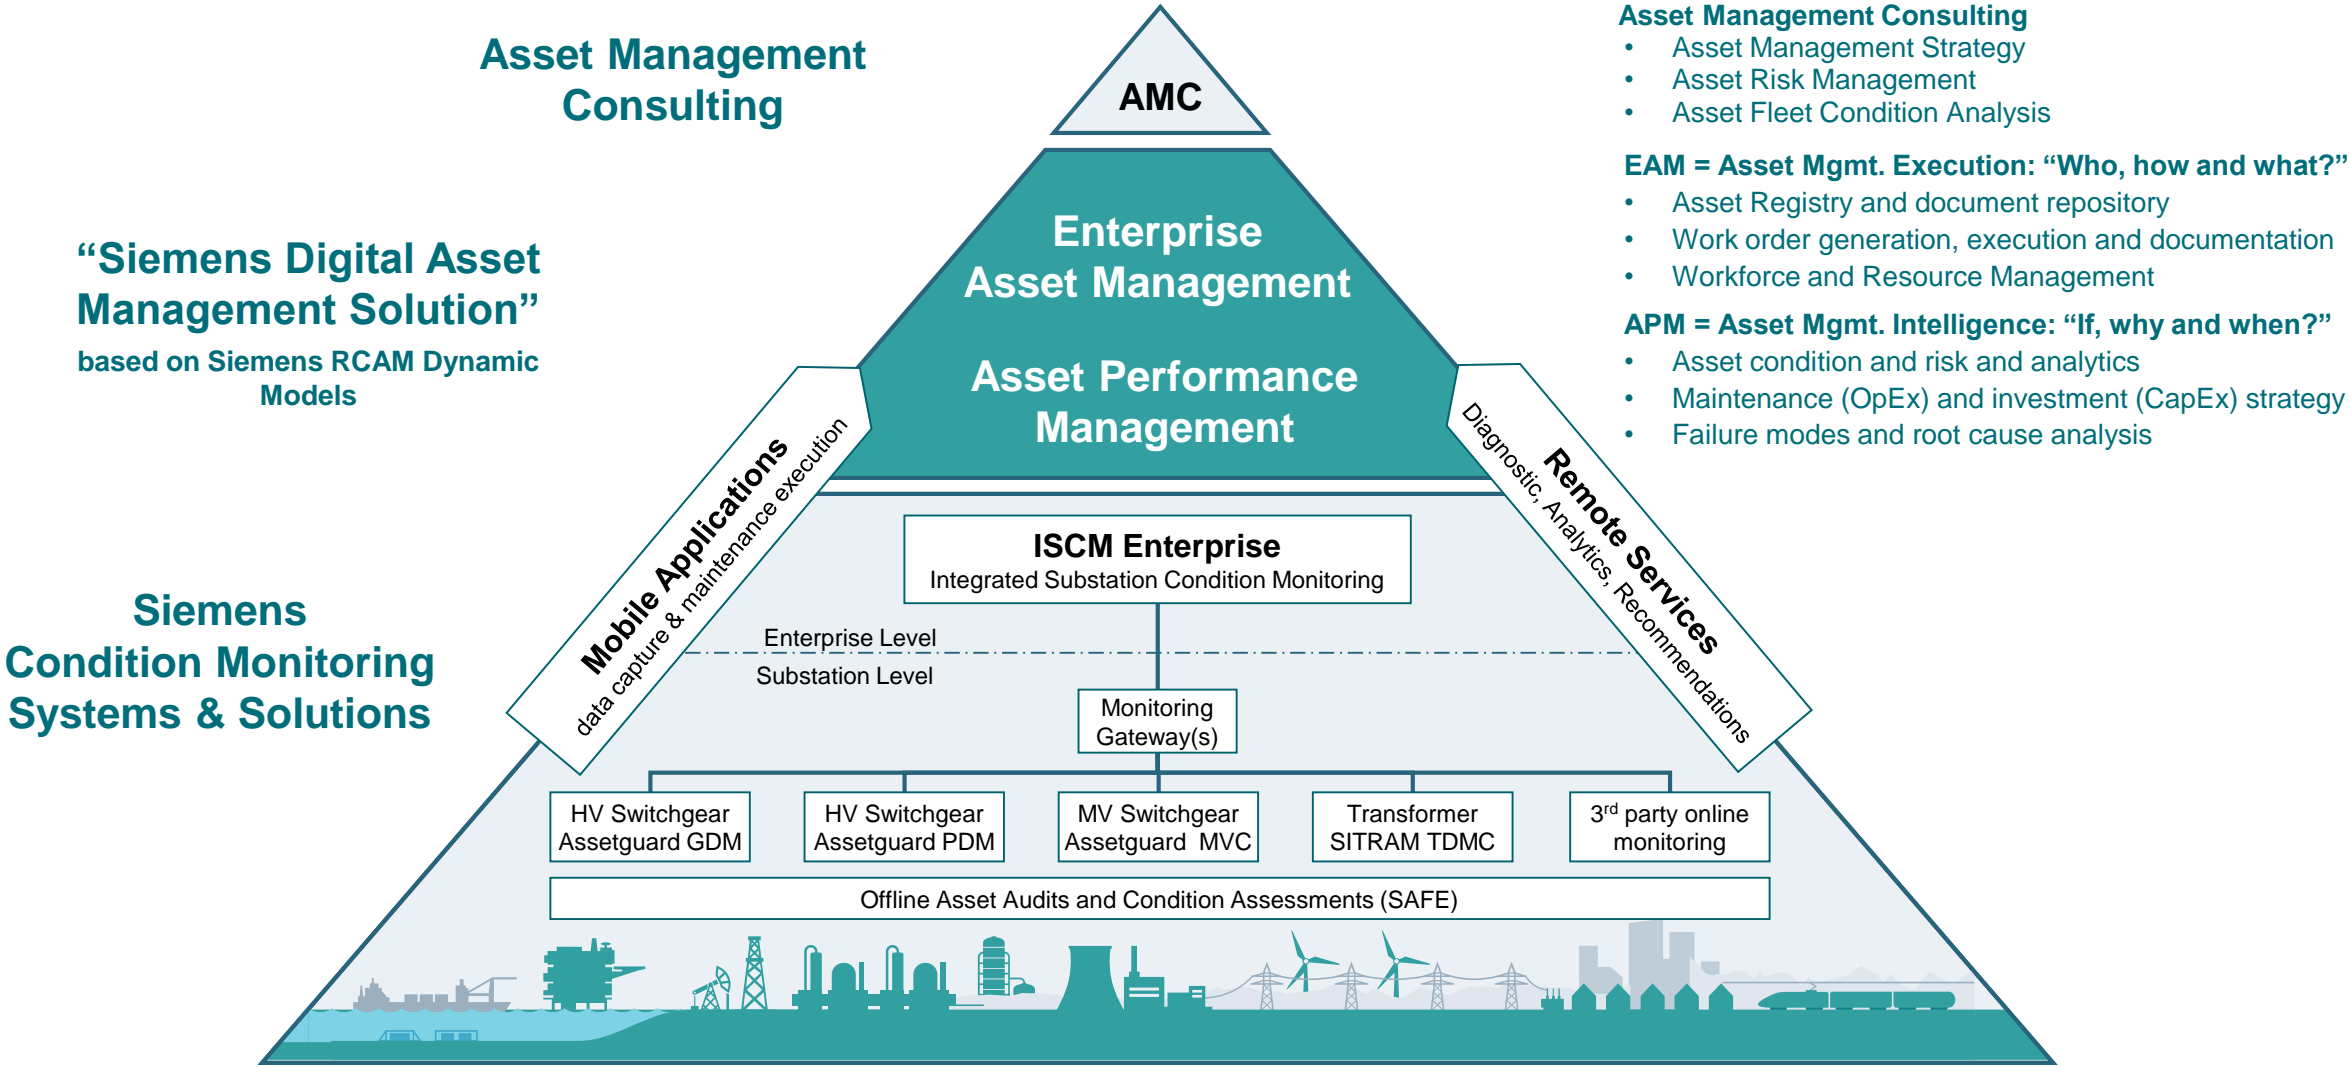 Asset Management
Consulting
AMC
Asset Management Consulting
• Asset Management Strategy
• Asset Risk Management
• Asset Fleet Condition Analysis
EAM = Asset Mgmt. Execution: “Who, how and what?”
• Asset Registry and document repository
• Work order generation, execution and documentation
• Workforce and Resource Management
APM = Asset Mgmt. Intelligence: “If, why and when?”
• Asset condition and risk and analytics
• Maintenance (OpEx) and investment (CapEx) strategy
• Failure modes and root cause analysis
“Siemens Digital Asset
Management Solution”
based on Siemens RCAM Dynamic
Models
Enterprise
Asset Management
Asset Performance
Management
Mobile Applications
data capture & maintenance execution
Remote Services
Diagnostic, Analytics, Recommendations
Siemens
Condition Monitoring
Systems & Solutions
ISCM Enterprise
Integrated Substation Condition Monitoring
Enterprise Level
Substation Level
Monitoring
Gateway(s)
HV Switchgear
Assetguard GDM
HV Switchgear
Assetguard PDM
MV Switchgear
Assetguard MVC
Transformer
SITRAM TDMC
3rd party online
monitoring
Offline Asset Audits and Condition Assessments (SAFE)